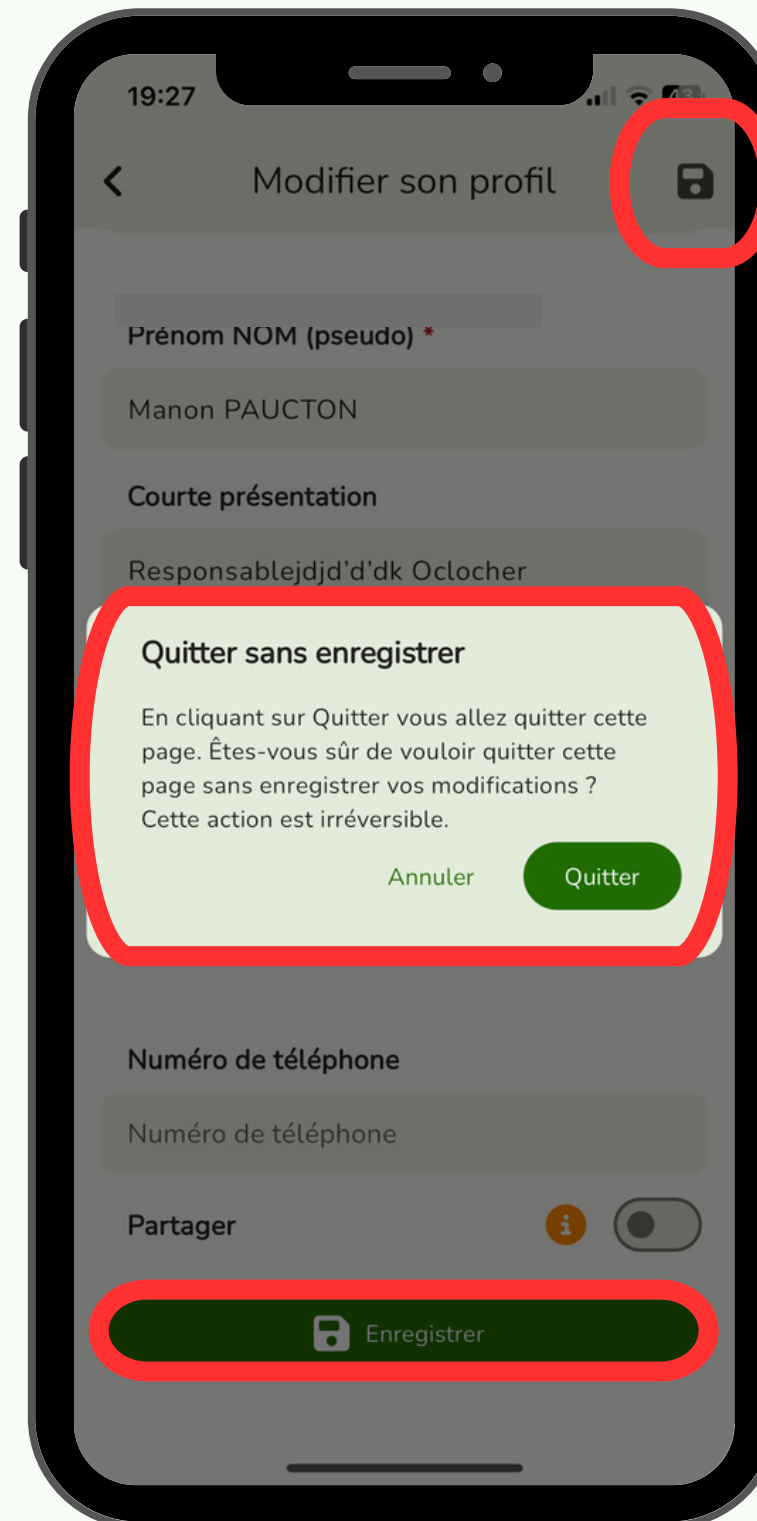 19:27
43
Modifier son profil
Prénom NOM (pseudo) *
Manon PAUCTON
Courte présentation
Responsablejdjd’d’dk Oclocher
Quitter sans enregistrer
En cliquant sur Quitter vous allez quitter cette
page. Êtes-vous sûr de vouloir quitter cette
page sans enregistrer vos modifications ?
Cette action est irréversible.
Annuler Quitter
Numéro de téléphone
Numéro de téléphone
Partager
Enregistrer